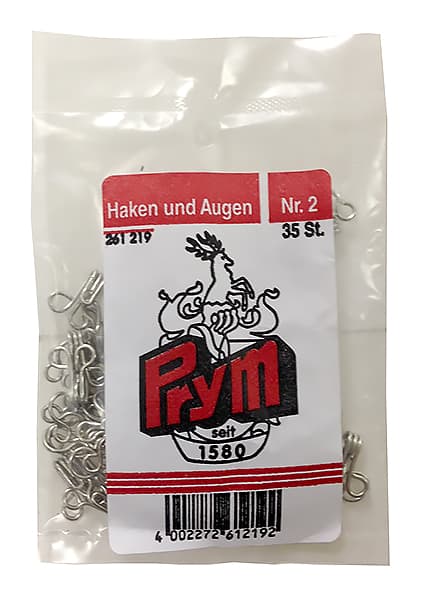 Haken und Augen Nr. 2
261 219 35 St.
Prym
seit
1580
4 002272 612192